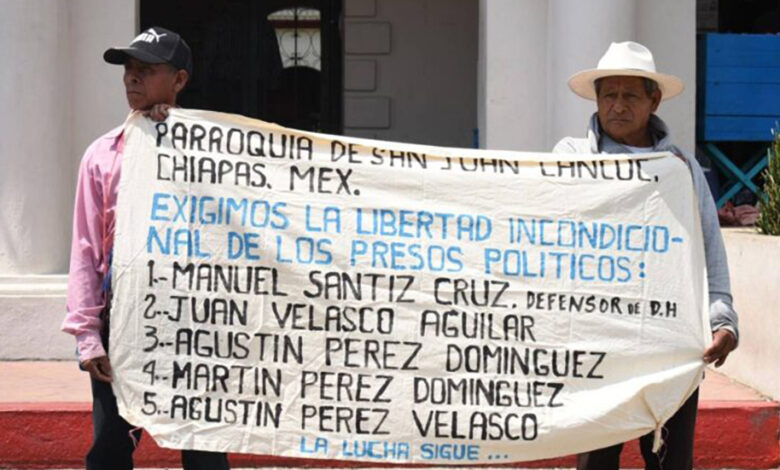 PARROQUIA DE SAN JUAN CANCUC.
CHIAPAS. MEX.
EXIGIMOS LA LIBERTAD INCONDICIO-
NAL DE LOS PRESOS POLITICOS:
1.-MANUEL SANTIZ CRUZ. DEFENSOR DE D.H
2.-JUAN VELASCO AGUILAR
3.-AGUSTIN PEREZ DOMINGUEZ
4.-MARTIN PEREZ DOMINGUEZ
5.-AGUSTIN PEREZ VELASCO
LA LUCHA SIGUE...